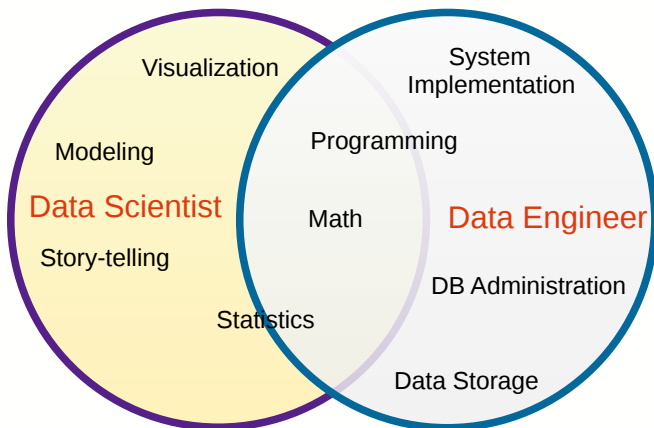 Visualization
System
Implementation
Programming
Modeling
Data Scientist
Math
Data Engineer
Story-telling
DB Administration
Statistics
Data Storage